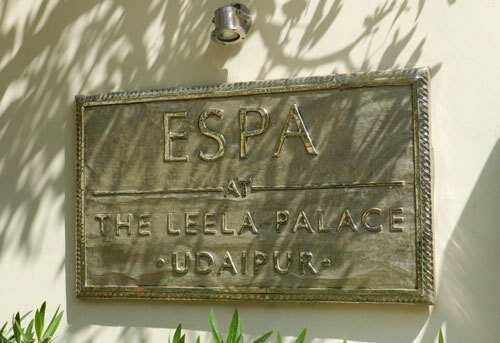 ESPA
AT
THE LEELA PALACE
·UDAIPUR·